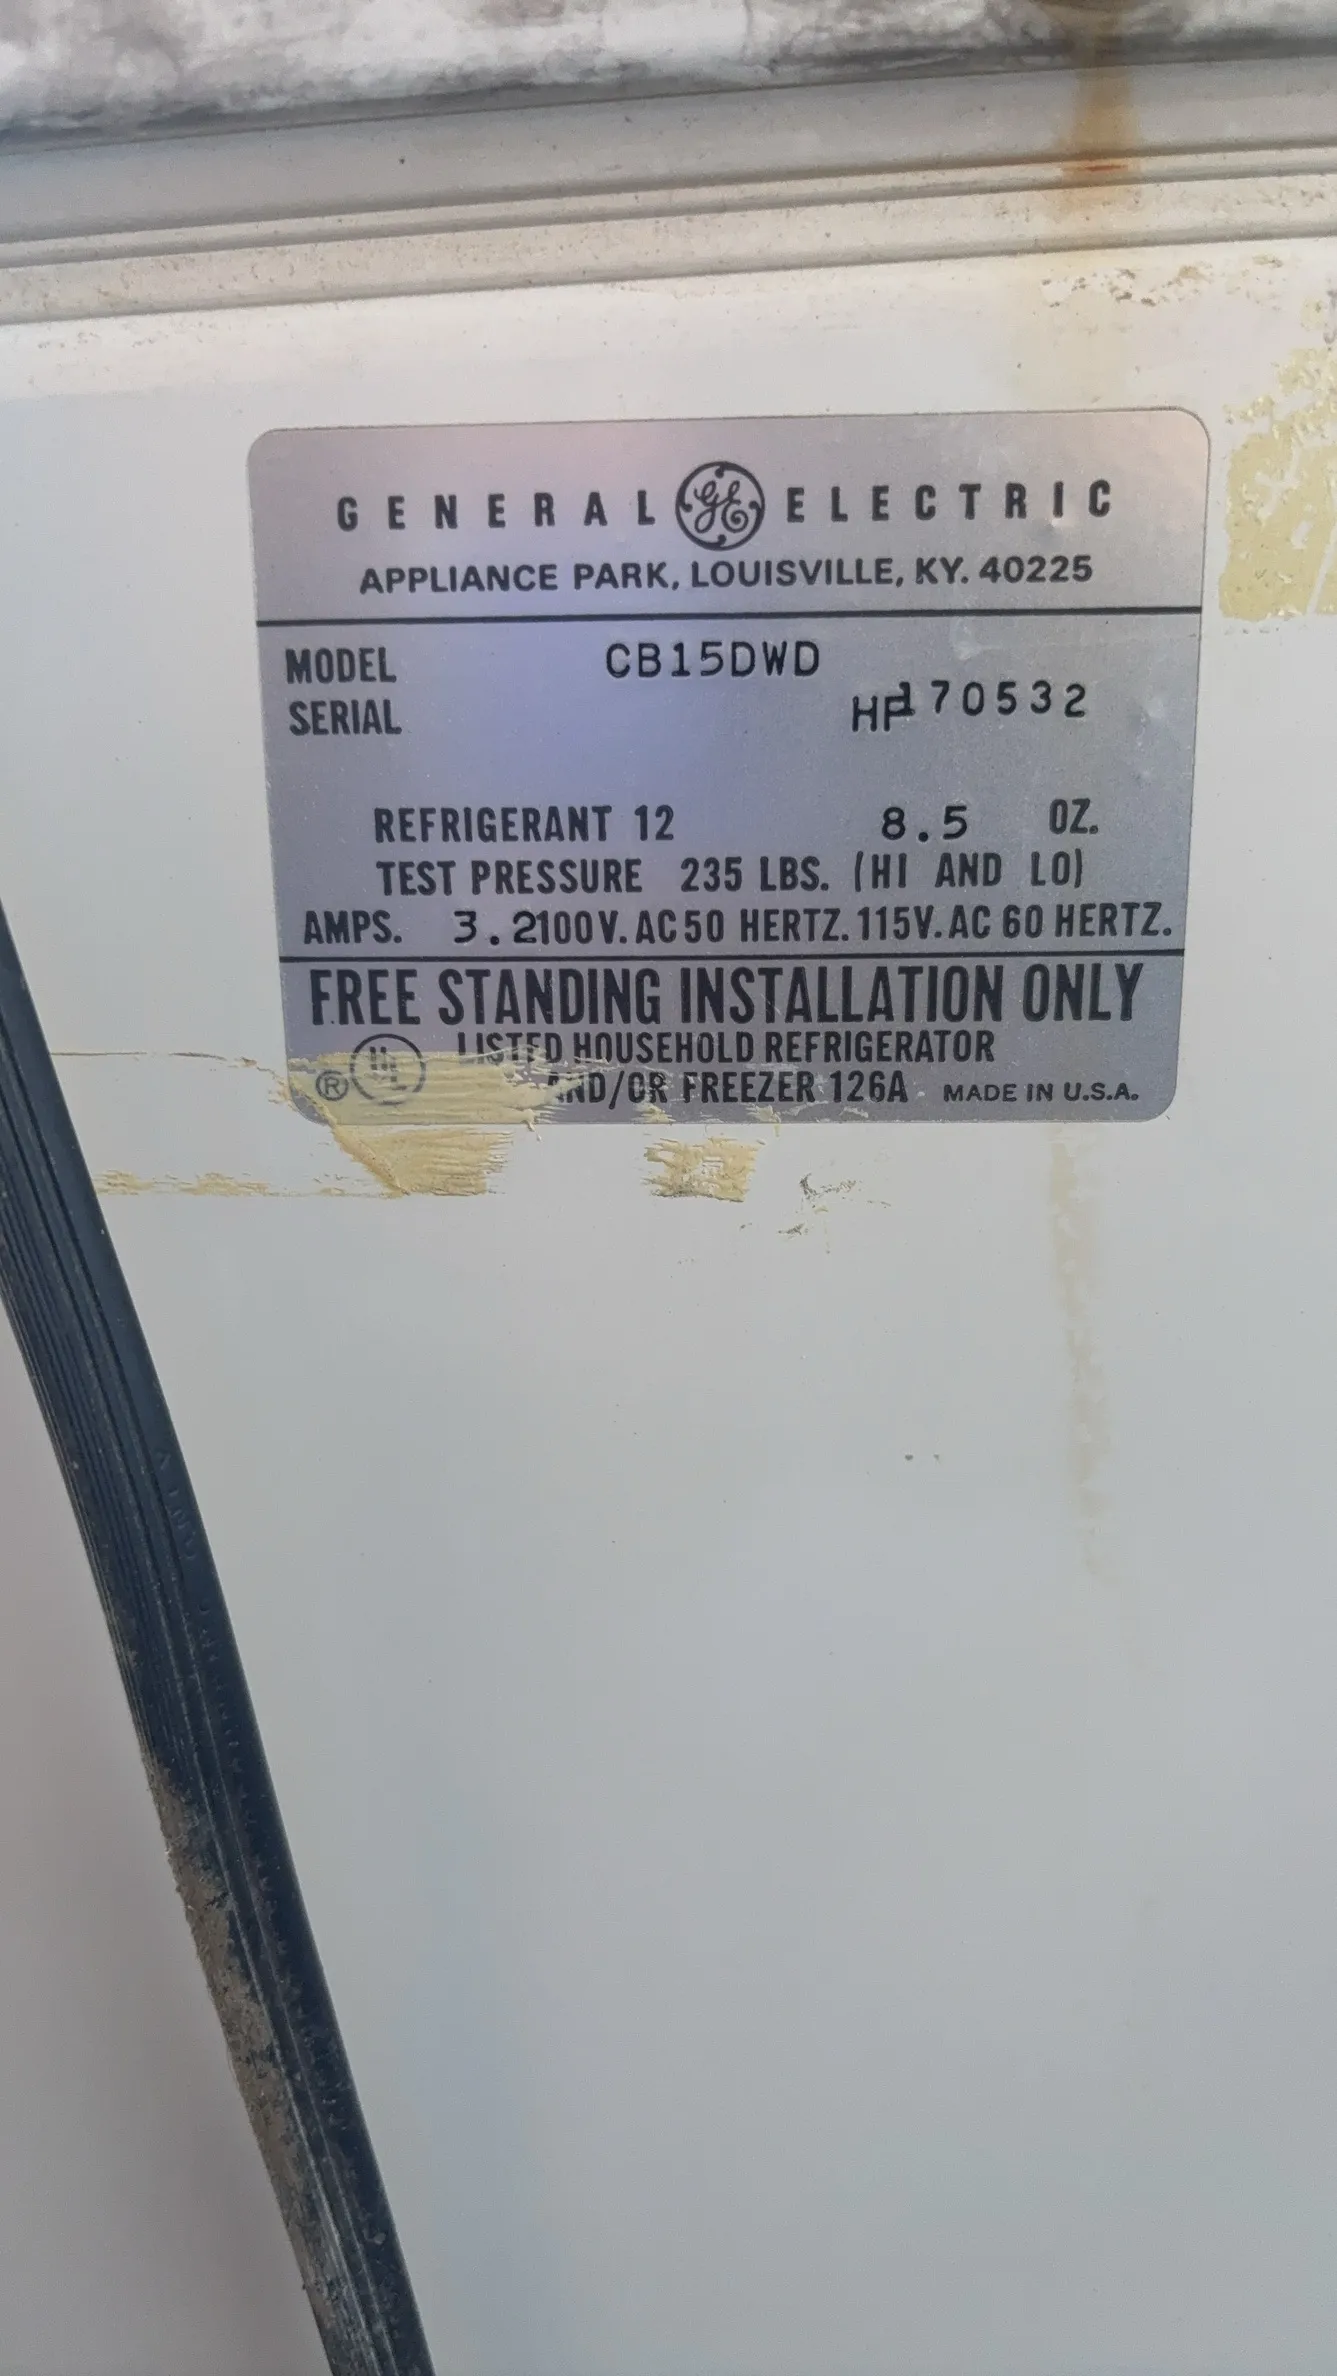 GENERAL GE ELECTRIC
APPLIANCE PARK, LOUISVILLE, KY. 40225
MODEL CB15DWD
SERIAL HP170532
REFRIGERANT 12 8.5 OZ.
TEST PRESSURE 235 LBS. (HI AND LO)
AMPS. 3.2 100V. AC 50 HERTZ. 115V. AC 60 HERTZ.
FREE STANDING INSTALLATION ONLY
UL LISTED HOUSEHOLD REFRIGERATOR
® AND/OR FREEZER 126A MADE IN U.S.A.